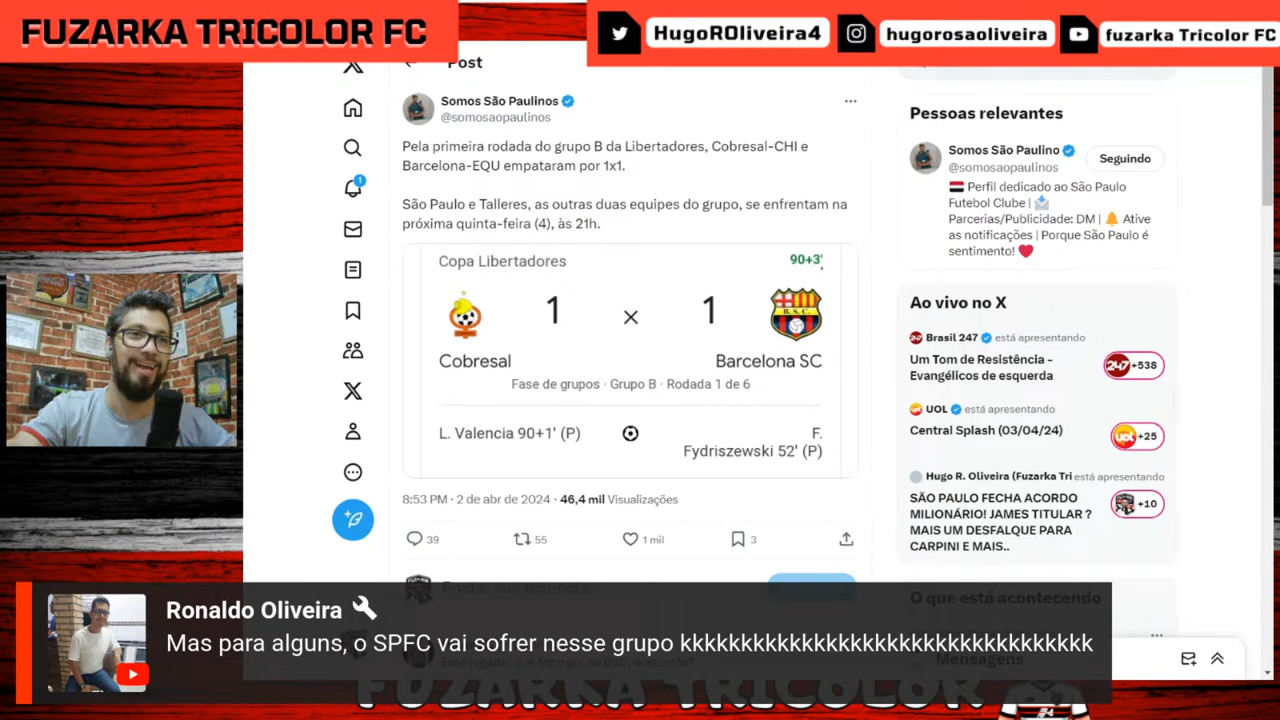 FUZARKA TRICOLOR FC
HugoROliveira4
hugorosaoliveira
fuzarka Tricolor FC
Post
Somos São Paulinos
@somosaopaulinos
Pela primeira rodada do grupo B da Libertadores, Cobresal-CHI e
Barcelona-EQU empataram por 1x1.
São Paulo e Talleres, as outras duas equipes do grupo, se enfrentam na
próxima quinta-feira (4), às 21h.
Copa Libertadores
90+3'
1 × 1
B.S.C.
Cobresal
Barcelona SC
Fase de grupos · Grupo B · Rodada 1 de 6
L. Valencia 90+1' (P)
F.
Fydriszewski 52' (P)
8:53 PM · 2 de abr de 2024 · 46,4 mil Visualizações
39
55
1 mil
3
Postar sua resposta
1
Pessoas relevantes
Somos São Paulino
@somosaopaulinos
Seguindo
Perfil dedicado ao São Paulo
Futebol Clube |
Parcerias/Publicidade: DM | Ative
as notificações | Porque São Paulo é
sentimento!
Ao vivo no X
Brasil 247 está apresentando
Um Tom de Resistência -
Evangélicos de esquerda
247
+538
UOL está apresentando
Central Splash (03/04/24)
UOL
+25
Hugo R. Oliveira (Fuzarka Tri está apresentando
SÃO PAULO FECHA ACORDO
MILIONÁRIO! JAMES TITULAR ?
MAIS UM DESFALQUE PARA
CARPINI E MAIS..
+10
O que está acontecendo
Mensagens
Ronaldo Oliveira
Mas para alguns, o SPFC vai sofrer nesse grupo kkkkkkkkkkkkkkkkkkkkkkkkkkkkkkkkkk
FUZARKA TRICOLOR